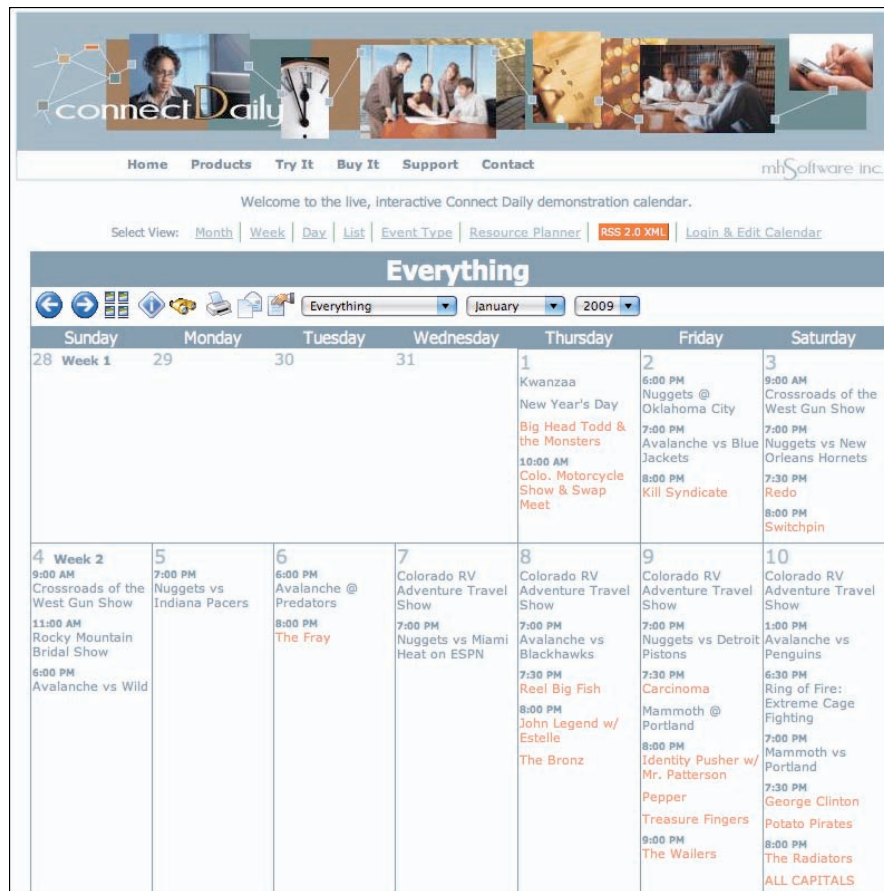 connectDaily
Home Products Try It Buy It Support Contact
mhSoftware inc.
Welcome to the live, interactive Connect Daily demonstration calendar.
Select View: Month Week Day List Event Type Resource Planner RSS 2.0 XML Login & Edit Calendar
Everything
Everything January 2009
Sunday Monday Tuesday Wednesday Thursday Friday Saturday
28 Week 1
29
30
31
1
Kwanzaa
New Year's Day
Big Head Todd &
the Monsters
10:00 AM
Colo. Motorcycle
Show & Swap
Meet
2
6:00 PM
Nuggets @
Oklahoma City
7:00 PM
Avalanche vs Blue
Jackets
8:00 PM
Kill Syndicate
3
9:00 AM
Crossroads of the
West Gun Show
7:00 PM
Nuggets vs New
Orleans Hornets
7:30 PM
Redo
8:00 PM
Switchpin
4 Week 2
9:00 AM
Crossroads of the
West Gun Show
11:00 AM
Rocky Mountain
Bridal Show
6:00 PM
Avalanche vs Wild
5
7:00 PM
Nuggets vs
Indiana Pacers
6
6:00 PM
Avalanche @
Predators
8:00 PM
The Fray
7
Colorado RV
Adventure Travel
Show
7:00 PM
Nuggets vs Miami
Heat on ESPN
8
Colorado RV
Adventure Travel
Show
7:00 PM
Avalanche vs
Blackhawks
7:30 PM
Reel Big Fish
8:00 PM
John Legend w/
Estelle
The Bronz
9
Colorado RV
Adventure Travel
Show
7:00 PM
Nuggets vs Detroit
Pistons
7:30 PM
Carcinoma
Mammoth @
Portland
8:00 PM
Identity Pusher w/
Mr. Patterson
Pepper
Treasure Fingers
9:00 PM
The Wailers
10
Colorado RV
Adventure Travel
Show
1:00 PM
Avalanche vs
Penguins
6:30 PM
Ring of Fire:
Extreme Cage
Fighting
7:00 PM
Mammoth vs
Portland
7:30 PM
George Clinton
Potato Pirates
8:00 PM
The Radiators
ALL CAPITALS